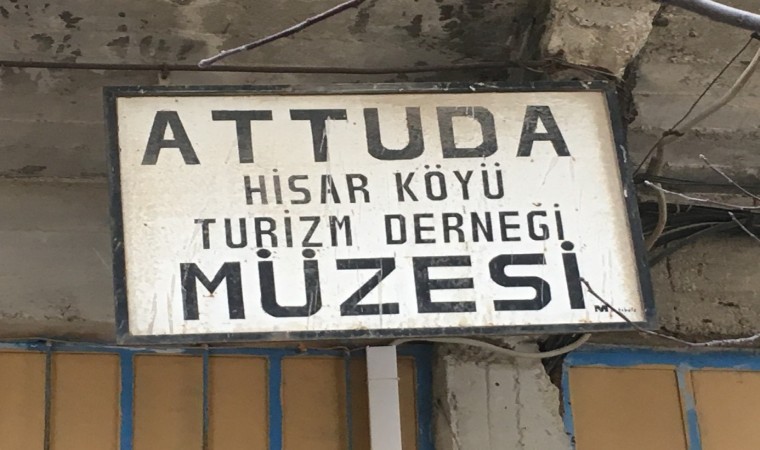 ATTUDA
HİSAR KÖYÜ
TURİZM DERNEĞİ
MÜZESİ